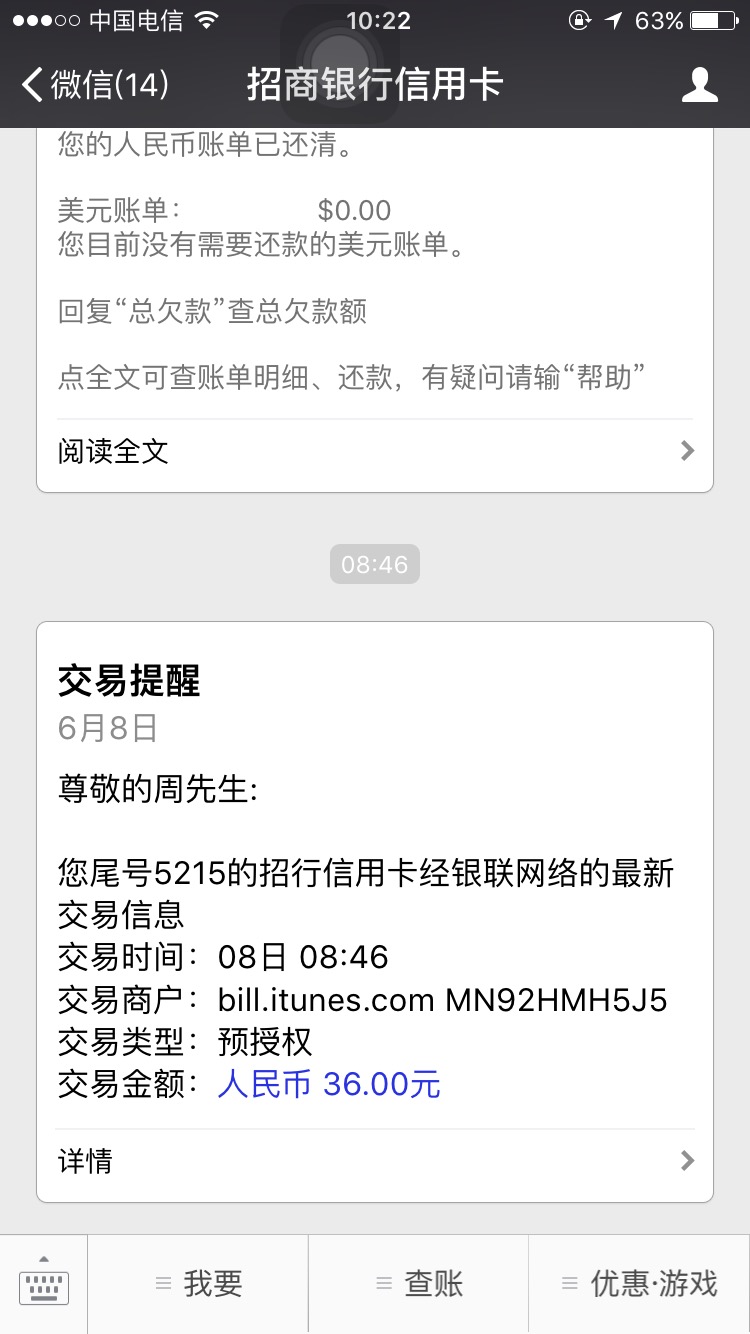 中国电信
10:22
63%
微信(14)
招商银行信用卡
您的人民币账单已还清。
美元账单： $0.00
您目前没有需要还款的美元账单。
回复“总欠款”查总欠款额
点全文可查账单明细、还款，有疑问请输“帮助”
阅读全文
08:46
交易提醒
6月8日
尊敬的周先生:
您尾号5215的招行信用卡经银联网络的最新
交易信息
交易时间：08日 08:46
交易商户：bill.itunes.com MN92HMH5J5
交易类型：预授权
交易金额：人民币 36.00元
详情
我要
查账
优惠·游戏